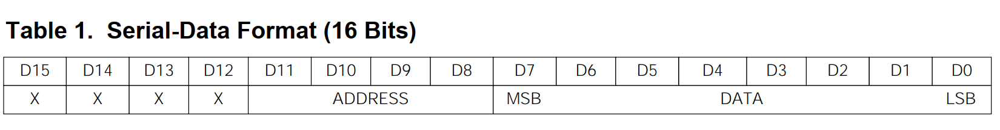 Table 1. Serial-Data Format (16 Bits)
D15 D14 D13 D12 D11 D10 D9 D8 D7 D6 D5 D4 D3 D2 D1 D0
X X X X ADDRESS MSB DATA LSB